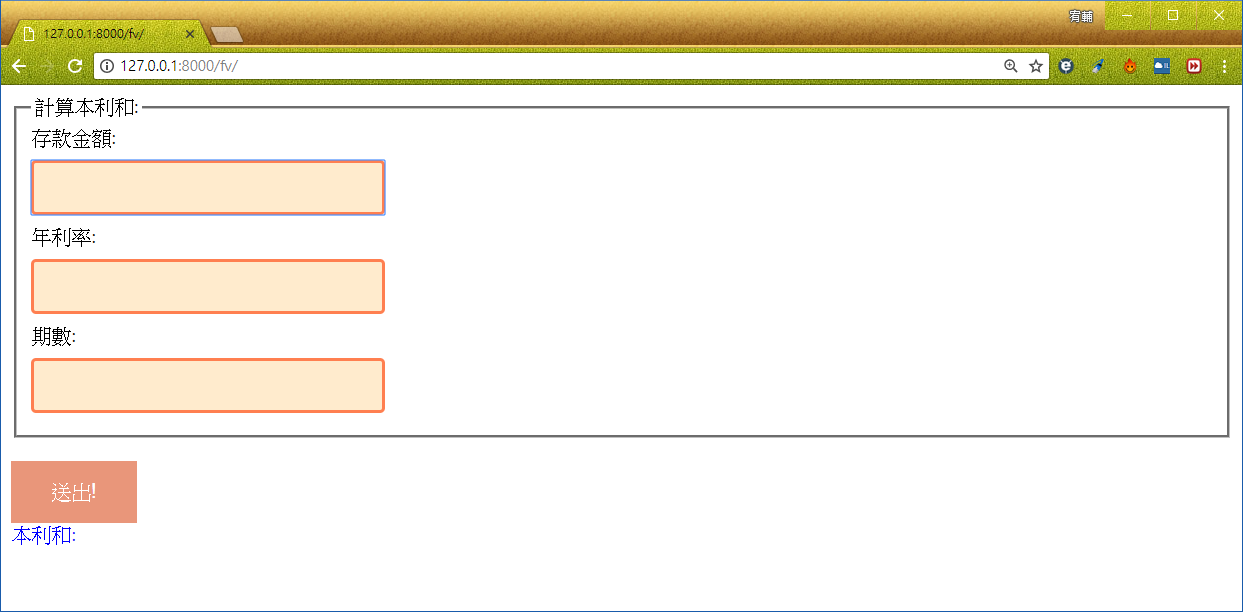 宥輔
127.0.0.1:8000/fv/
127.0.0.1:8000/fv/
計算本利和:
存款金額:
年利率:
期數:
送出!
本利和: